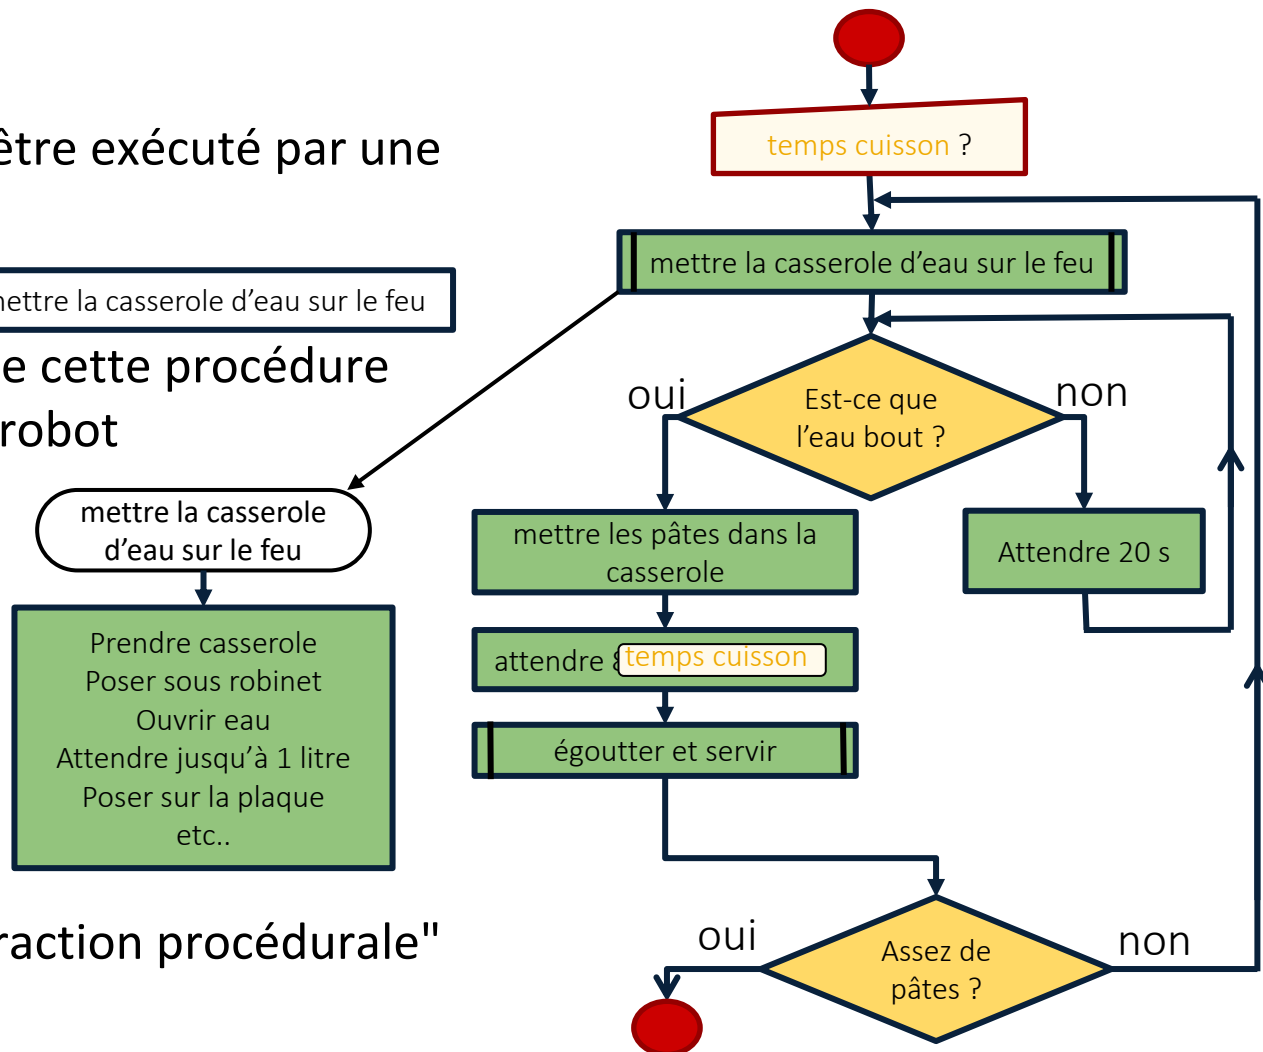 être exécuté par une
mettre la casserole d'eau sur le feu
cette procédure
robot
mettre la casserole
d'eau sur le feu
Prendre casserole
Poser sous robinet
Ouvrir eau
Attendre jusqu'à 1 litre
Poser sur la plaque
etc..
raction procédurale"
temps cuisson ?
mettre la casserole d'eau sur le feu
Est-ce que
l'eau bout ?
oui
non
mettre les pâtes dans la
casserole
Attendre 20 s
attendre
temps cuisson
égoutter et servir
Assez de
pâtes ?
oui
non